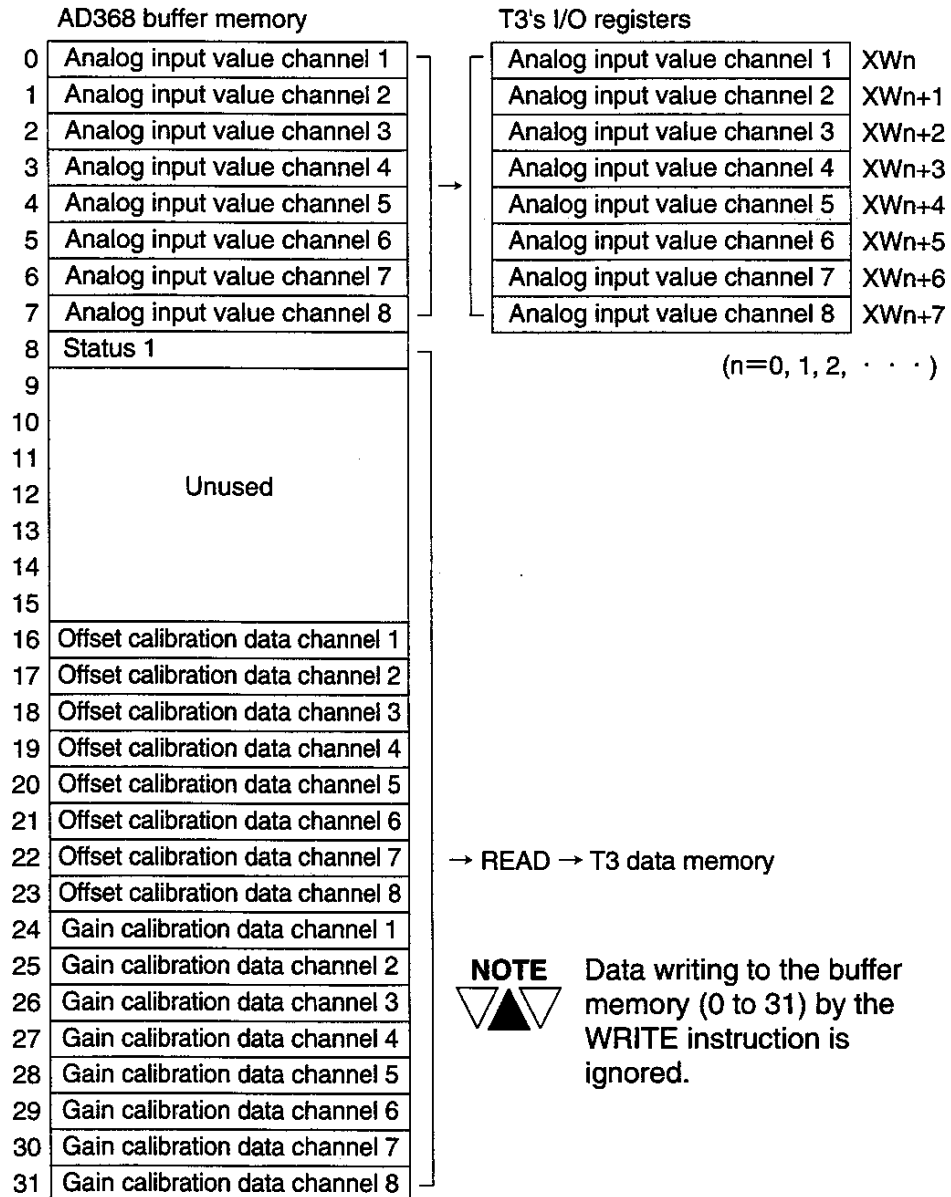 AD368 buffer memory T3's I/O registers
0 Analog input value channel 1 Analog input value channel 1 XWn
1 Analog input value channel 2 Analog input value channel 2 XWn+1
2 Analog input value channel 3 Analog input value channel 3 XWn+2
3 Analog input value channel 4 → Analog input value channel 4 XWn+3
4 Analog input value channel 5 Analog input value channel 5 XWn+4
5 Analog input value channel 6 Analog input value channel 6 XWn+5
6 Analog input value channel 7 Analog input value channel 7 XWn+6
7 Analog input value channel 8 Analog input value channel 8 XWn+7
8 Status 1
(n=0, 1, 2, · · · )
9
10
11
12 Unused
13
14
15
16 Offset calibration data channel 1
17 Offset calibration data channel 2
18 Offset calibration data channel 3
19 Offset calibration data channel 4
20 Offset calibration data channel 5
21 Offset calibration data channel 6
22 Offset calibration data channel 7 → READ → T3 data memory
23 Offset calibration data channel 8
24 Gain calibration data channel 1
25 Gain calibration data channel 2
26 Gain calibration data channel 3
27 Gain calibration data channel 4
28 Gain calibration data channel 5
29 Gain calibration data channel 6
30 Gain calibration data channel 7
31 Gain calibration data channel 8
NOTE Data writing to the buffer
memory (0 to 31) by the
WRITE instruction is
ignored.